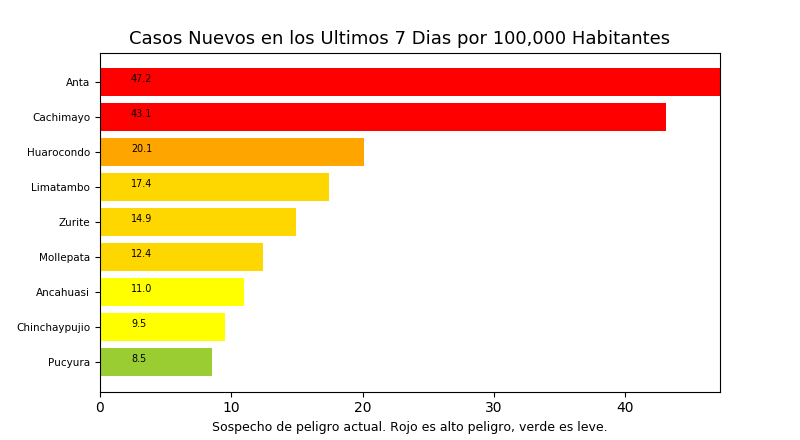 Casos Nuevos en los Ultimos 7 Dias por 100,000 Habitantes
Anta 47.2
Cachimayo 43.1
Huarocondo 20.1
Limatambo 17.4
Zurite 14.9
Mollepata 12.4
Ancahuasi 11.0
Chinchaypujio 9.5
Pucyura 8.5
0 10 20 30 40
Sospecho de peligro actual. Rojo es alto peligro, verde es leve.